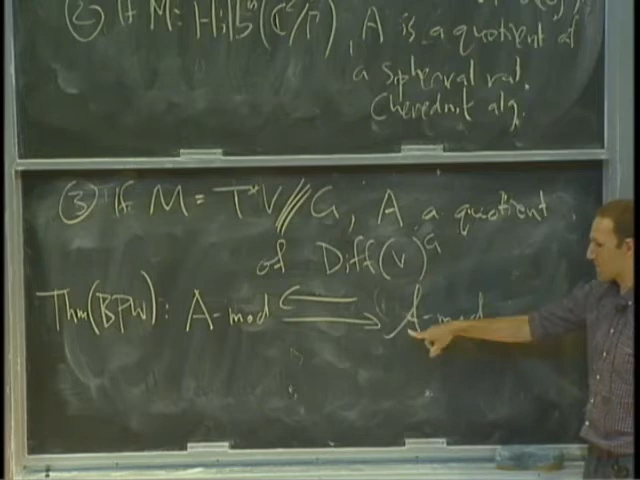 ② If M: Hilb^n(ℂ²/Γ), A is a quotient of
a spherical rat.
Cherednik alg.
③ If M = T*V////G, A a quotient
of Diff(V)^G
Thm(BPW): A-mod ⇄ 𝒜-mod